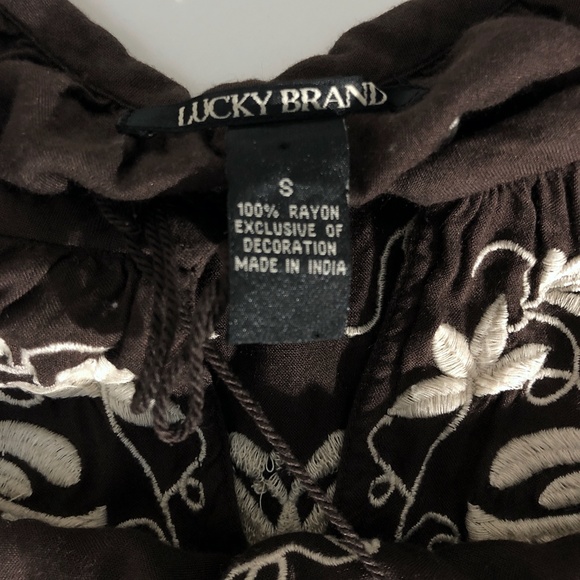 LUCKY BRAND
S
100% RAYON
EXCLUSIVE OF
DECORATION
MADE IN INDIA